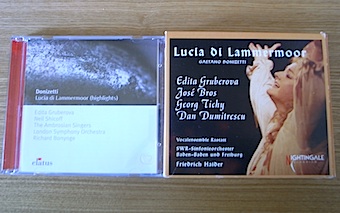 Donizetti
Lucia di Lammermoor (highlights)
Edita Gruberova
Neil Shicoff
The Ambrosian Singers
London Symphony Orchestra
Richard Bonynge
elatus
Lucia di Lammermoor
GAETANO DONIZETTI
Edita Gruberova
José Bros
Georg Tichy
Dan Dumitrescu
Vocalensemble Rastatt
SWR-Sinfonieorchester
Baden-Baden und Freiburg
Friedrich Haider
NIGHTINGALE